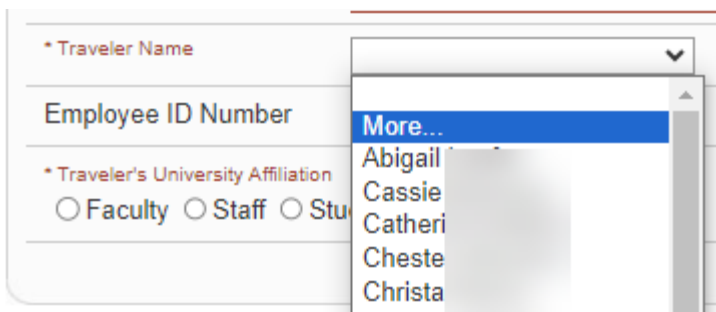 * Traveler Name
Employee ID Number
More...
Abigail
* Traveler's University Affiliation
Cassie
Faculty Staff Stu
Catheri
Cheste
Christa